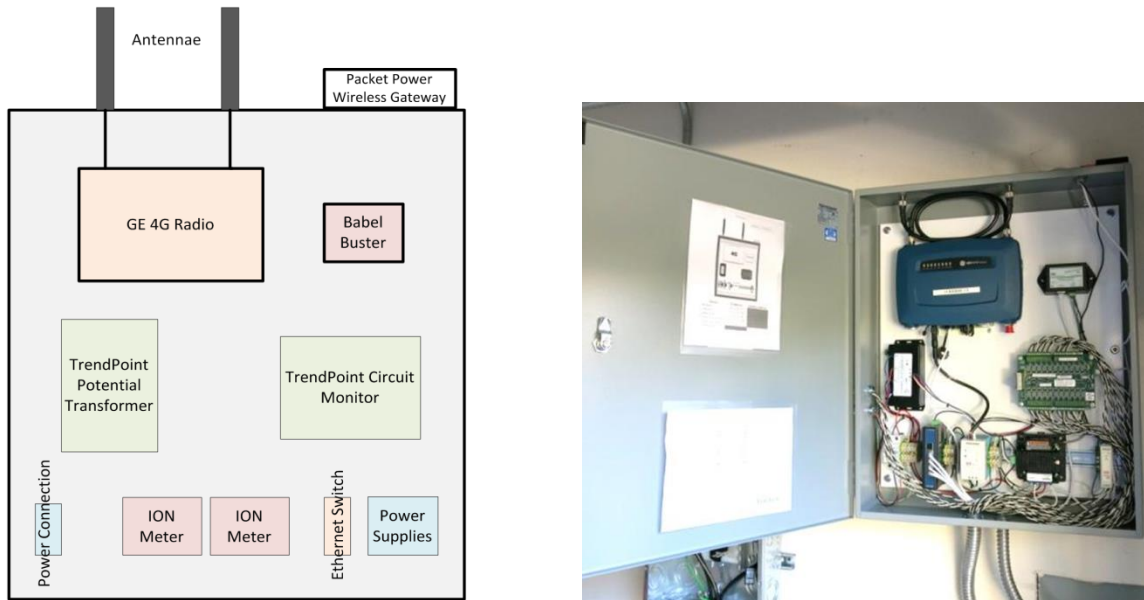 Antennae
Packet Power
Wireless Gateway
GE 4G Radio
Babel
Buster
TrendPoint
Potential
Transformer
TrendPoint Circuit
Monitor
Power Connection
ION
Meter
ION
Meter
Ethernet Switch
Power
Supplies